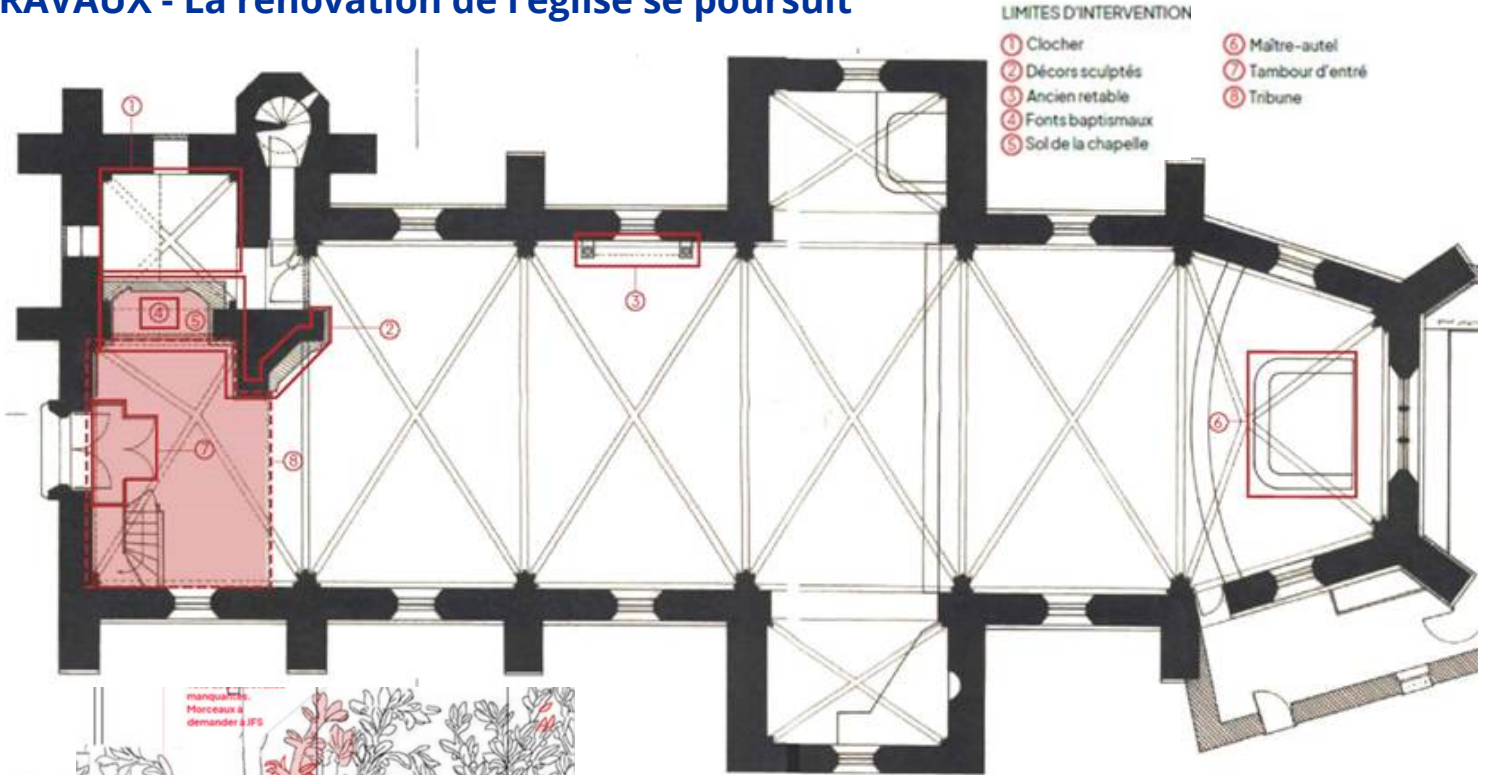 RAVAUX - La rénovation de l'église se poursuit
LIMITES D'INTERVENTION
1 Clocher
2 Décors sculptés
3 Ancien retable
4 Fonts baptismaux
5 Sol de la chapelle
6 Maître-autel
7 Tambour d'entré
8 Tribune
1
2
3
4
5
6
7
8
manquantes.
Morceaux à
demander à JFS